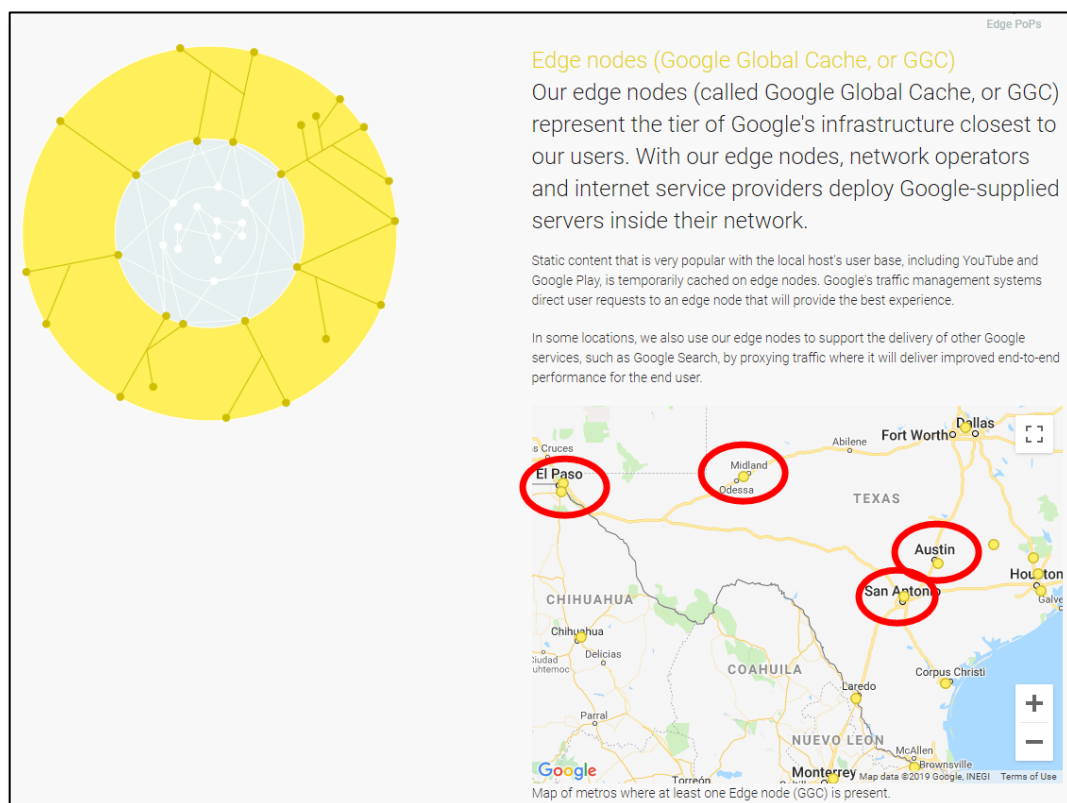 Edge PoPs
Edge nodes (Google Global Cache, or GGC)
Our edge nodes (called Google Global Cache, or GGC)
represent the tier of Google's infrastructure closest to
our users. With our edge nodes, network operators
and internet service providers deploy Google-supplied
servers inside their network.
Static content that is very popular with the local host's user base, including YouTube and
Google Play, is temporarily cached on edge nodes. Google's traffic management systems
direct user requests to an edge node that will provide the best experience.
In some locations, we also use our edge nodes to support the delivery of other Google
services, such as Google Search, by proxying traffic where it will deliver improved end-to-end
performance for the end user.
Dallas
Fort Worth
Abilene
s Cruces
Midland
El Paso
Odessa
TEXAS
Austin
Houston
San Antonio
Galve
CHIHUAHUA
Chihuahua
Ciudad
uhtemoc
Delicias
COAHUILA
Corpus Christi
Laredo
Parral
NUEVO LEON
McAllen
Brownsville
Monterrey
Torreón
Google
Map data ©2019 Google, INEGI Terms of Use
Map of metros where at least one Edge node (GGC) is present.